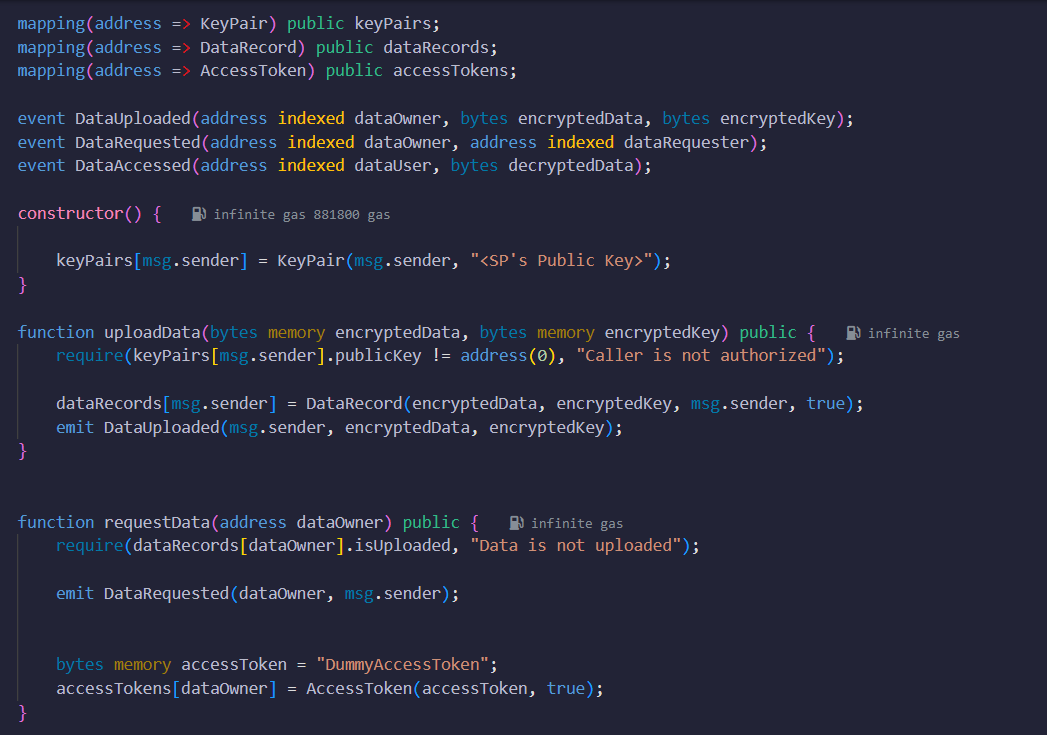 mapping(address => KeyPair) public keyPairs;
mapping(address => DataRecord) public dataRecords;
mapping(address => AccessToken) public accessTokens;
event DataUploaded(address indexed dataOwner, bytes encryptedData, bytes encryptedKey);
event DataRequested(address indexed dataOwner, address indexed dataRequester);
event DataAccessed(address indexed dataUser, bytes decryptedData);
constructor() { infinite gas 881800 gas
keyPairs[msg.sender] = KeyPair(msg.sender, "<SP's Public Key>");
}
function uploadData(bytes memory encryptedData, bytes memory encryptedKey) public { infinite gas
require(keyPairs[msg.sender].publicKey != address(0), "Caller is not authorized");
dataRecords[msg.sender] = DataRecord(encryptedData, encryptedKey, msg.sender, true);
emit DataUploaded(msg.sender, encryptedData, encryptedKey);
}
function requestData(address dataOwner) public { infinite gas
require(dataRecords[dataOwner].isUploaded, "Data is not uploaded");
emit DataRequested(dataOwner, msg.sender);
bytes memory accessToken = "DummyAccessToken";
accessTokens[dataOwner] = AccessToken(accessToken, true);
}